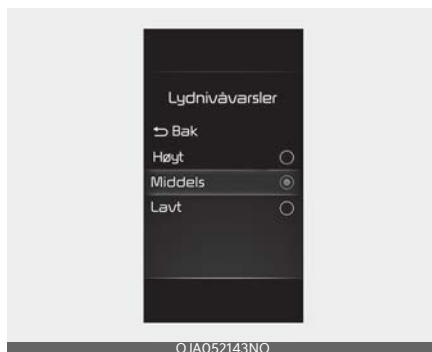 Lydnivåvarsler
Bak
Høyt
Middels
Lavt
OJA052143NO